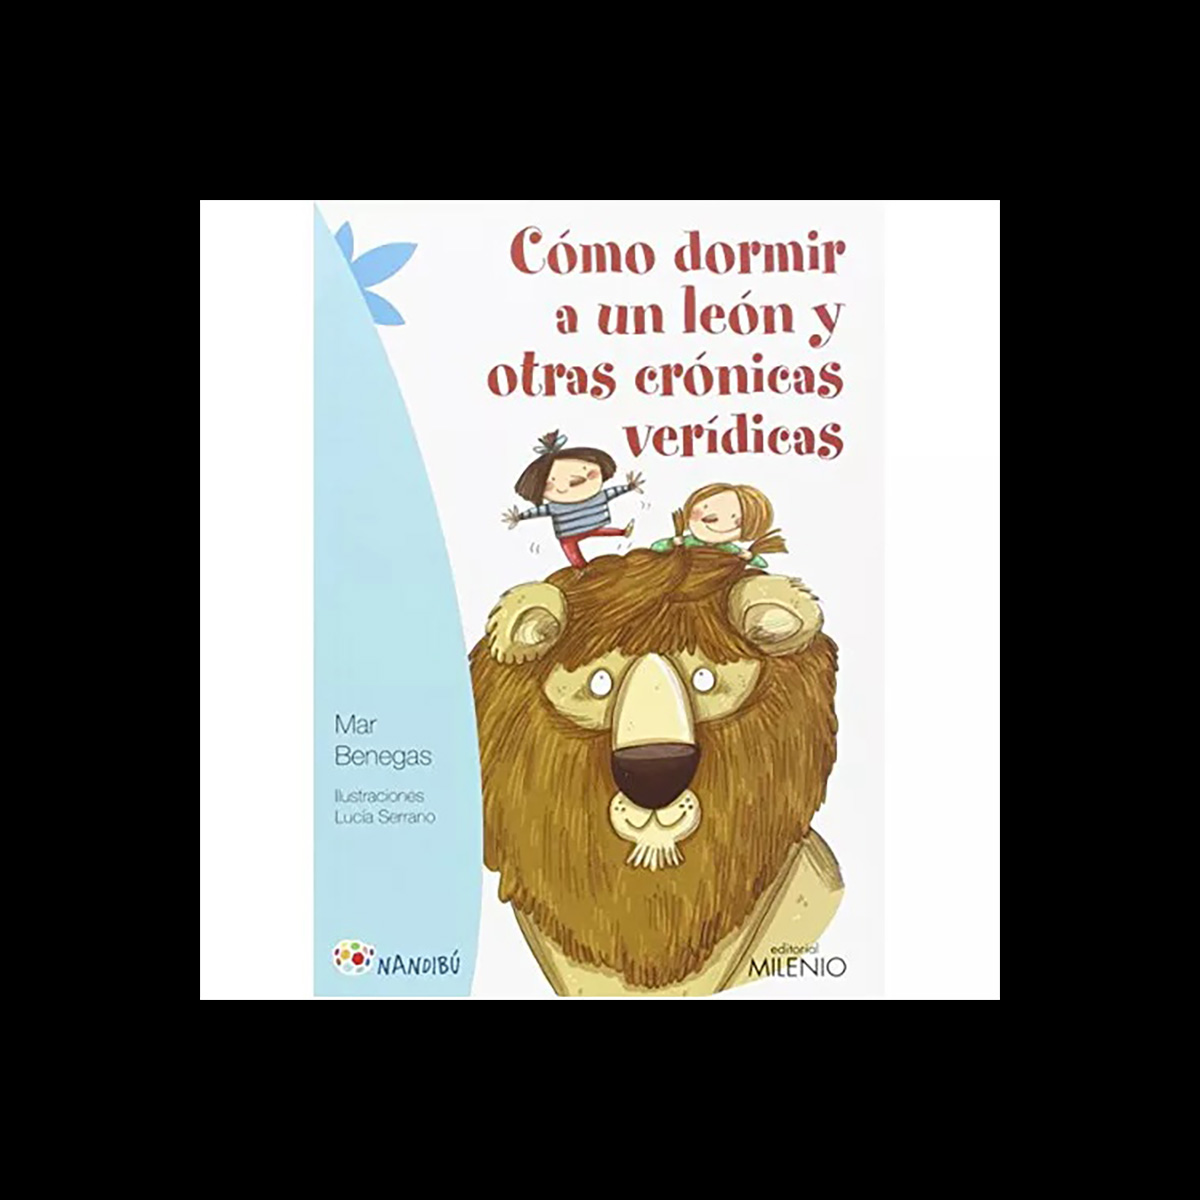 Cómo dormir
a un león y
otras crónicas
verídicas
Mar
Benegas
Ilustraciones
Lucía Serrano
NANDIBÚ
editorial
MILENIO